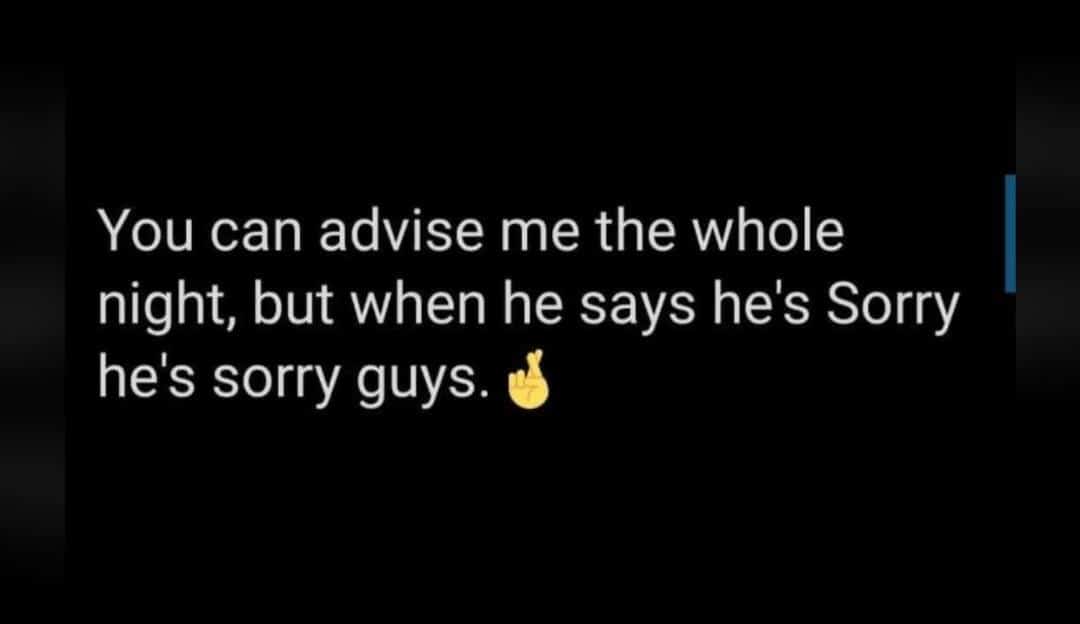 You can advise me the whole
night, but when he says he's Sorry
he's sorry guys. 🤞